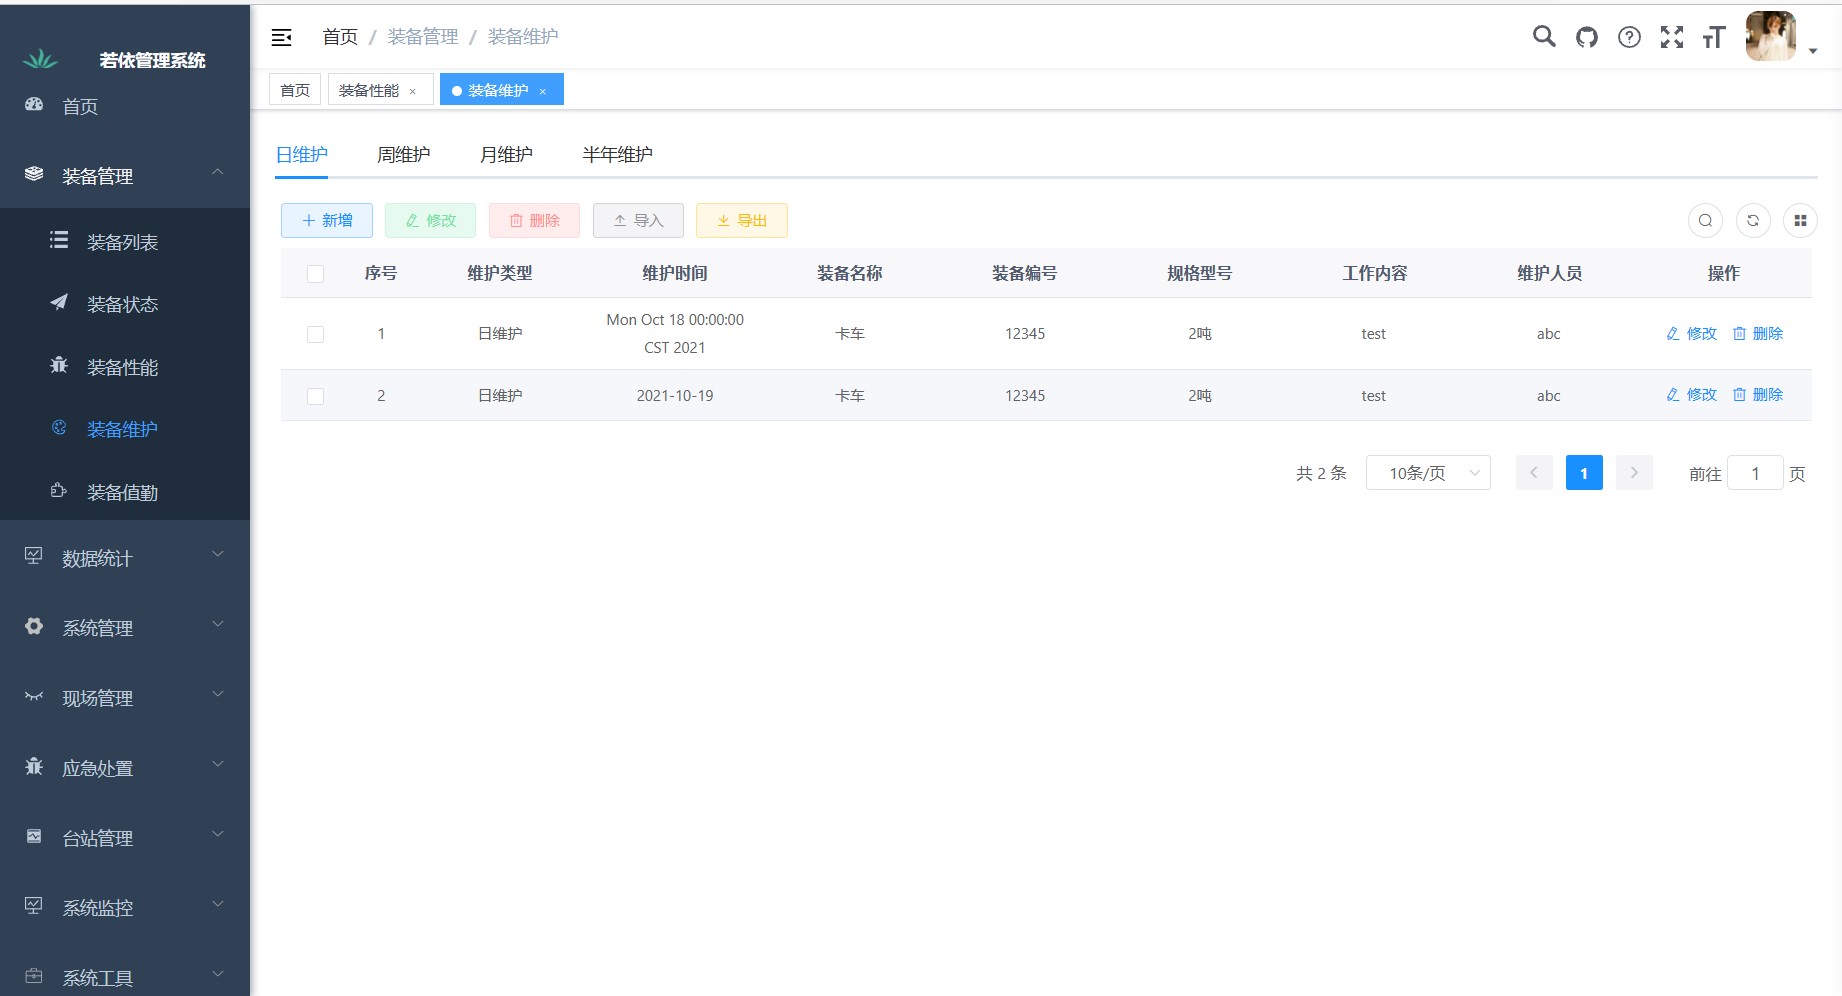 若依管理系统
首页
装备管理
装备列表
装备状态
装备性能
装备维护
装备值勤
数据统计
系统管理
现场管理
应急处置
台站管理
系统监控
系统工具
首页 / 装备管理 / 装备维护
首页 装备性能 × 装备维护 ×
日维护 周维护 月维护 半年维护
新增 修改 删除 导入 导出
序号 维护类型 维护时间 装备名称 装备编号 规格型号 工作内容 维护人员 操作
1 日维护 Mon Oct 18 00:00:00 CST 2021 卡车 12345 2吨 test abc 修改 删除
2 日维护 2021-10-19 卡车 12345 2吨 test abc 修改 删除
共 2 条 10条/页 1 前往 1 页